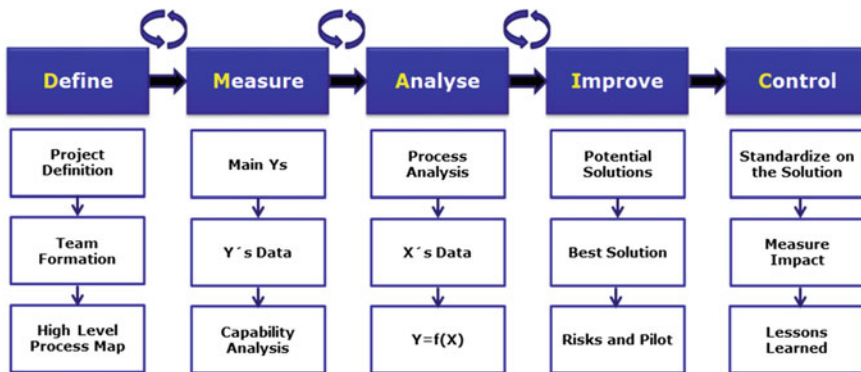 Define
Measure
Analyse
Improve
Control
Project
Definition
Team
Formation
High Level
Process Map
Main Ys
Y´s Data
Capability
Analysis
Process
Analysis
X´s Data
Y=f(X)
Potential
Solutions
Best Solution
Risks and Pilot
Standardize on
the Solution
Measure
Impact
Lessons
Learned